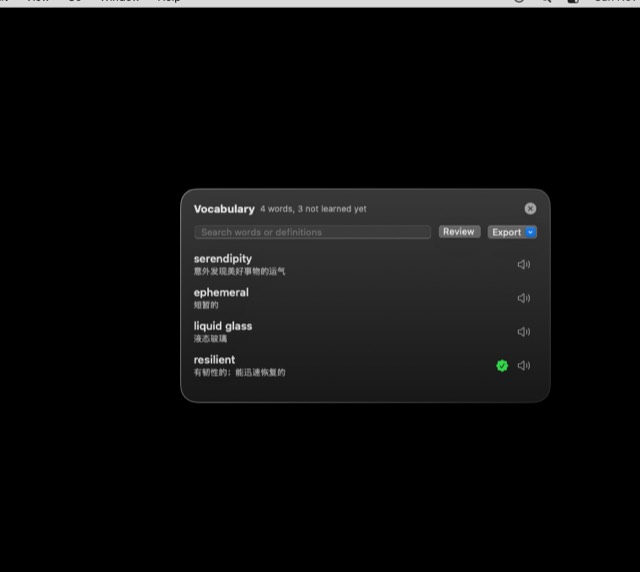 Vocabulary 4 words, 3 not learned yet
Search words or definitions Review Export
serendipity
意外发现美好事物的运气
ephemeral
短暂的
liquid glass
液态玻璃
resilient
有韧性的；能迅速恢复的